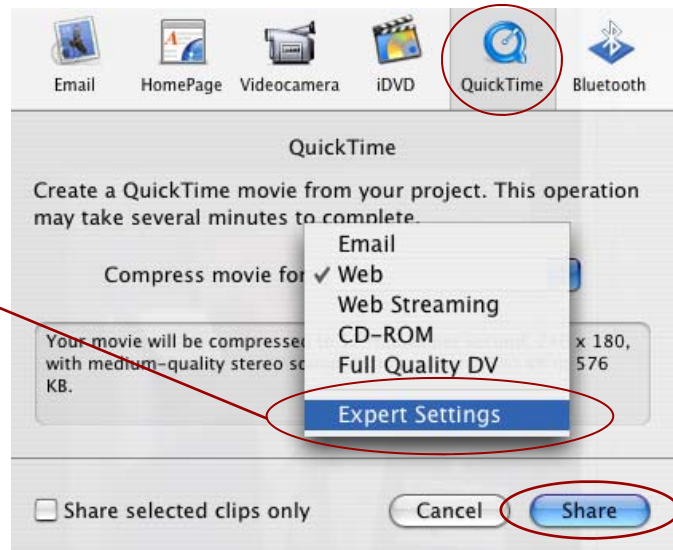 Email HomePage Videocamera iDVD QuickTime Bluetooth
QuickTime
Create a QuickTime movie from your project. This operation
may take several minutes to complete.
Compress movie for
Email
✓ Web
Web Streaming
CD-ROM
Full Quality DV
Expert Settings
Your movie will be compressed x 180,
with medium-quality stereo 576
KB.
Share selected clips only Cancel Share